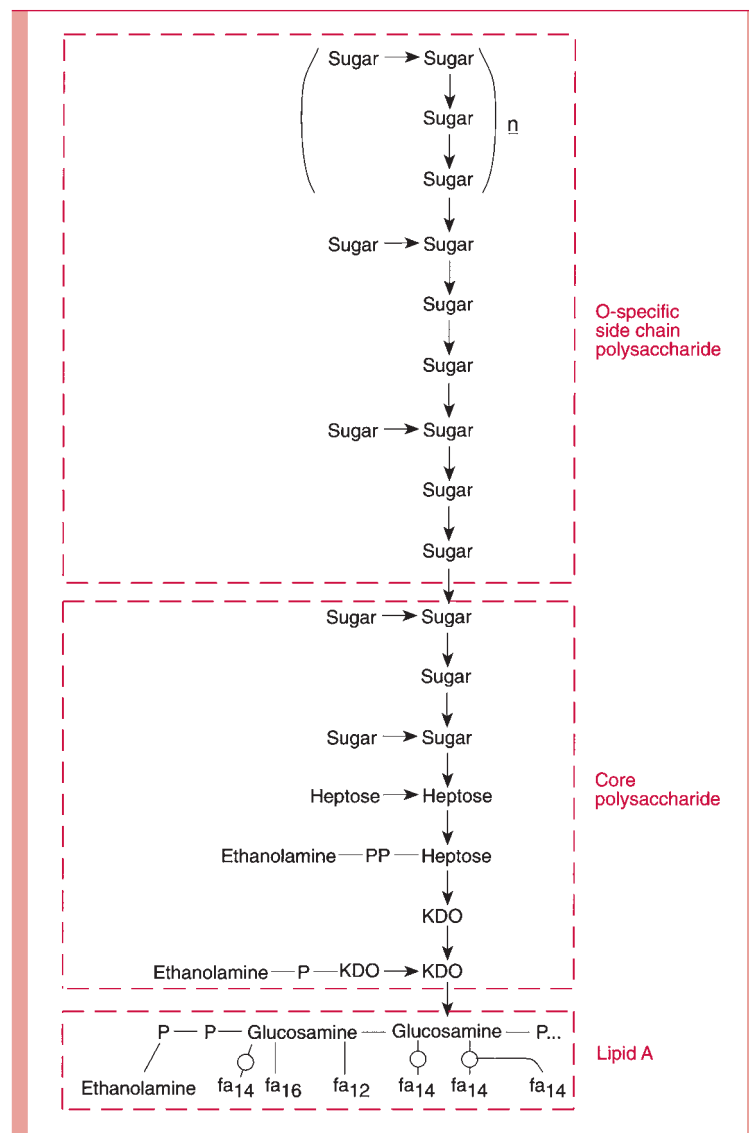 Sugar Sugar
Sugar
n
Sugar
Sugar Sugar
Sugar
O-specific
side chain
polysaccharide
Sugar
Sugar Sugar
Sugar
Sugar
Sugar Sugar
Sugar
Sugar Sugar
Core
polysaccharide
Heptose Heptose
Ethanolamine PP Heptose
KDO
Ethanolamine P KDO KDO
P P Glucosamine Glucosamine P...
Lipid A
Ethanolamine fa14 fa16 fa12 fa14 fa14 fa14